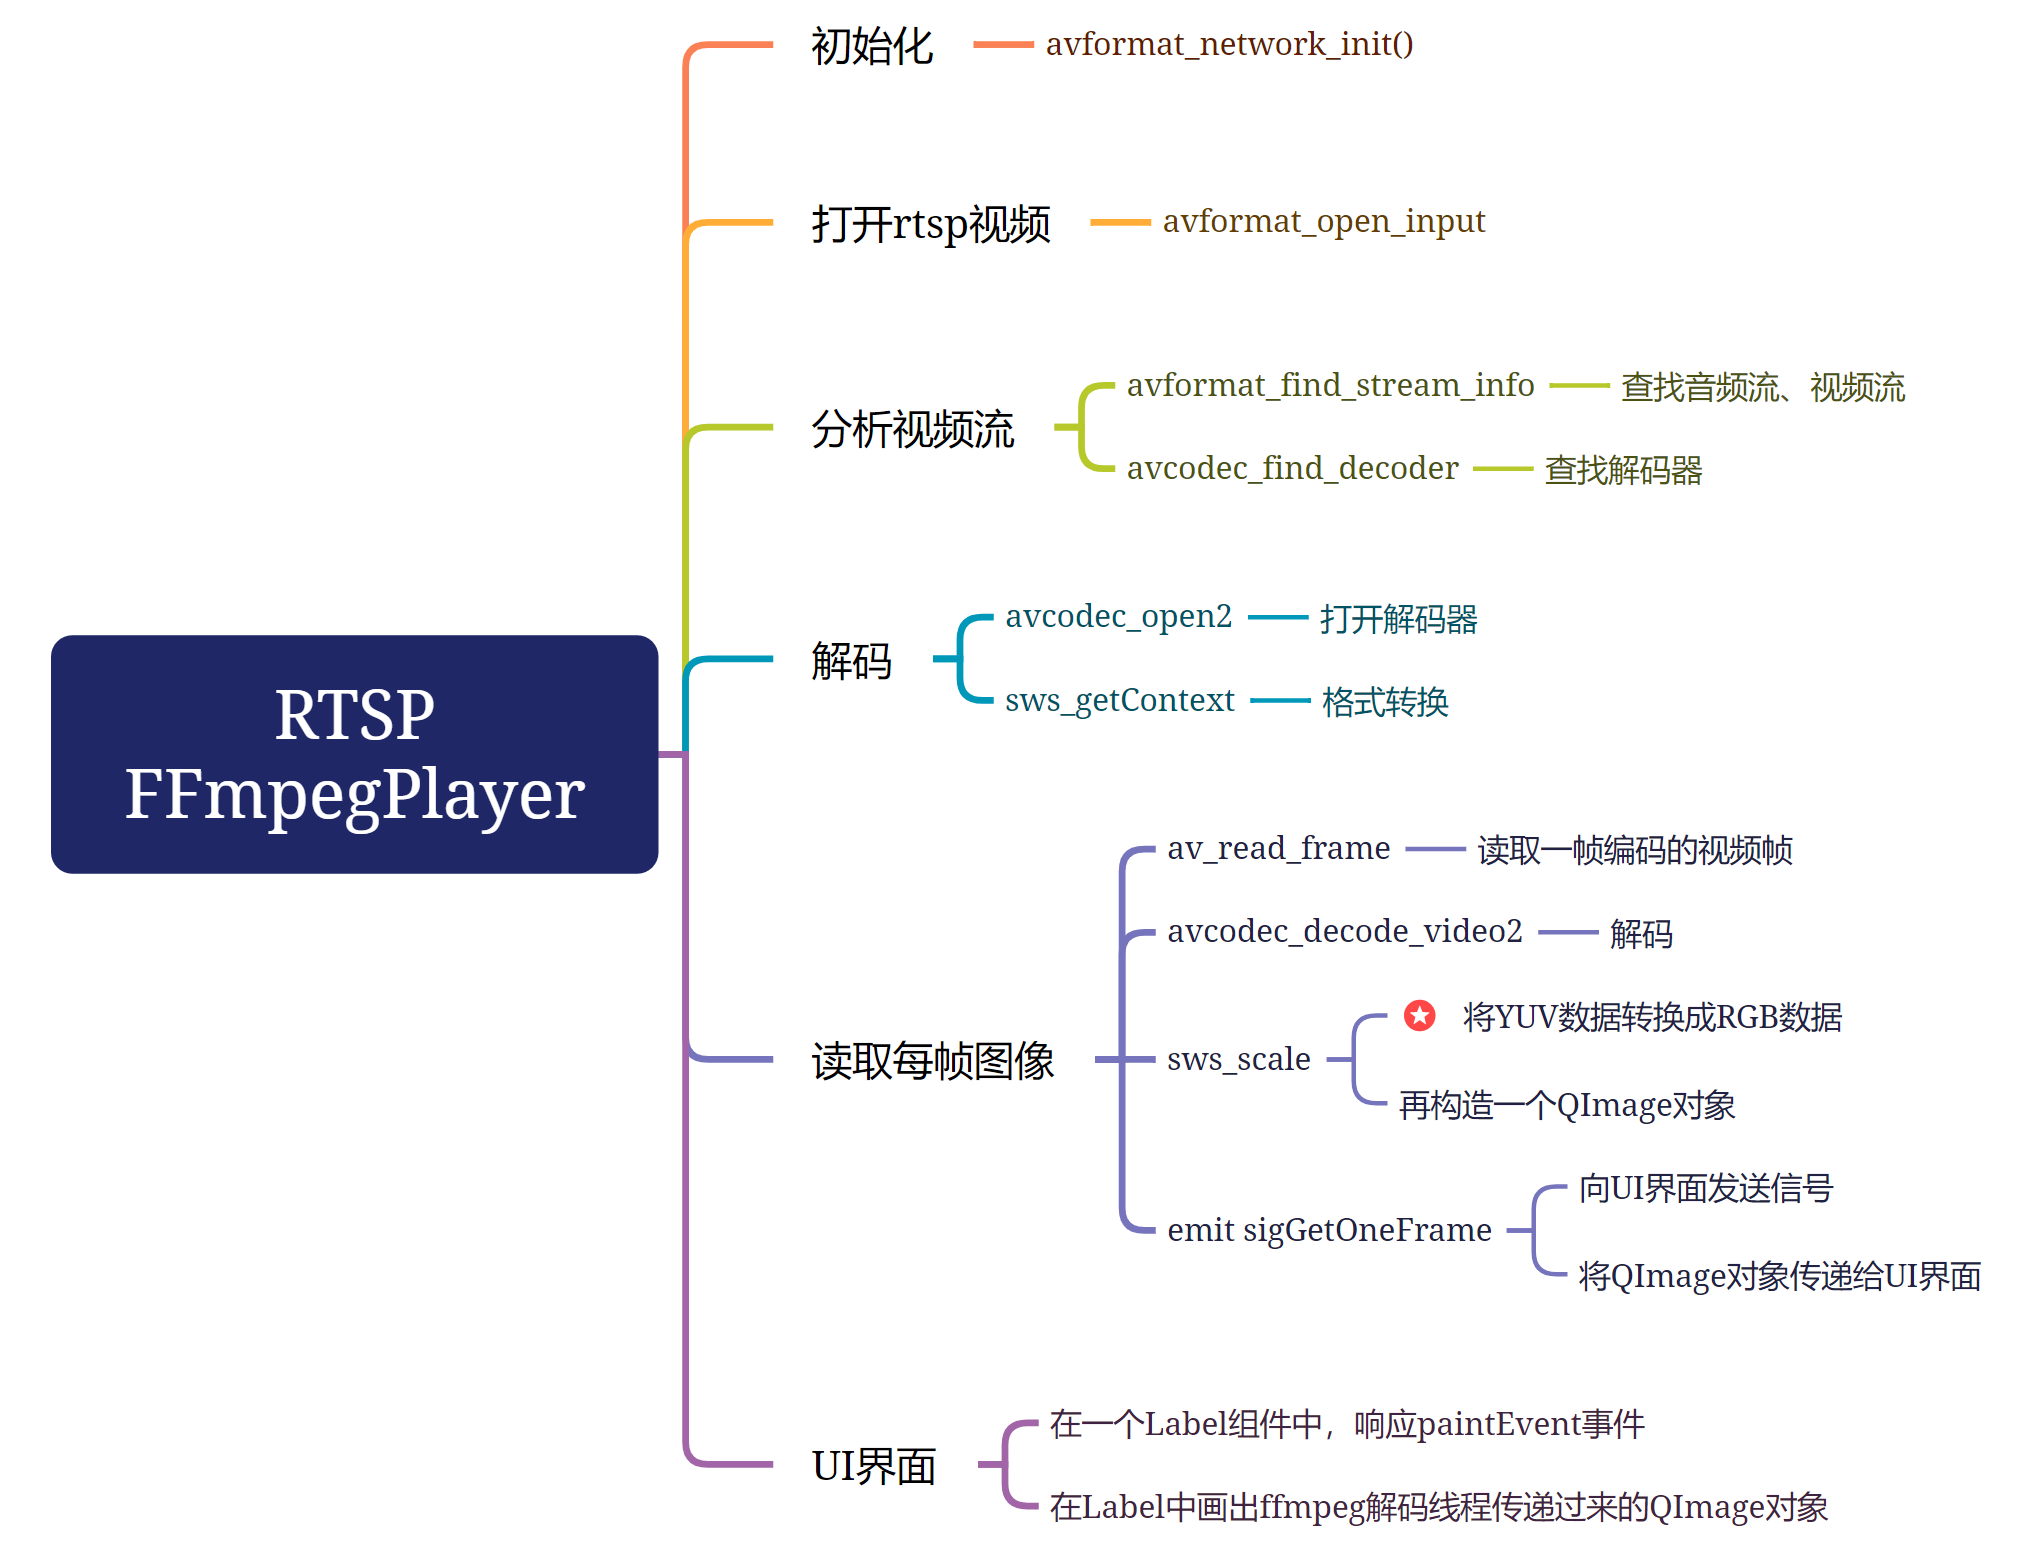 RTSP
FFmpegPlayer
初始化
avformat_network_init()
打开rtsp视频
avformat_open_input
分析视频流
avformat_find_stream_info
查找音频流、视频流
avcodec_find_decoder
查找解码器
解码
avcodec_open2
打开解码器
sws_getContext
格式转换
读取每帧图像
av_read_frame
读取一帧编码的视频帧
avcodec_decode_video2
解码
sws_scale
将YUV数据转换成RGB数据
再构造一个QImage对象
emit sigGetOneFrame
向UI界面发送信号
将QImage对象传递给UI界面
UI界面
在一个Label组件中，响应paintEvent事件
在Label中画出ffmpeg解码线程传递过来的QImage对象